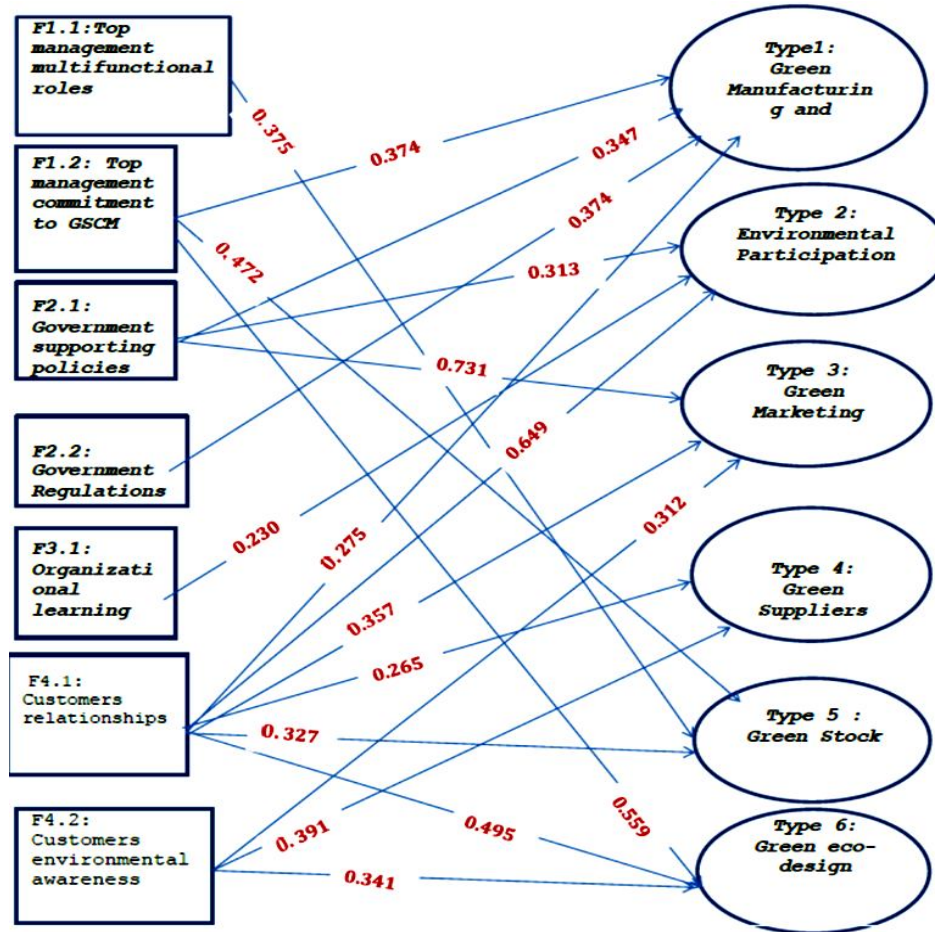 F1.1:Top
management
multifunctional
roles
F1.2: Top
management
commitment
to GSCM
F2.1:
Government
supporting
policies
F2.2:
Government
Regulations
F3.1:
Organizati
onal
learning
F4.1:
Customers
relationships
F4.2:
Customers
environmental
awareness
0.375
0.374
0.347
0.374
0.472
0.313
0.731
0.649
0.230
0.275
0.312
0.357
0.265
0.327
0.391
0.495
0.559
0.341
Type1:
Green
Manufacturin
g and
Type 2:
Environmental
Participation
Type 3:
Green
Marketing
Type 4:
Green
Suppliers
Type 5 :
Green Stock
Type 6:
Green eco-
design